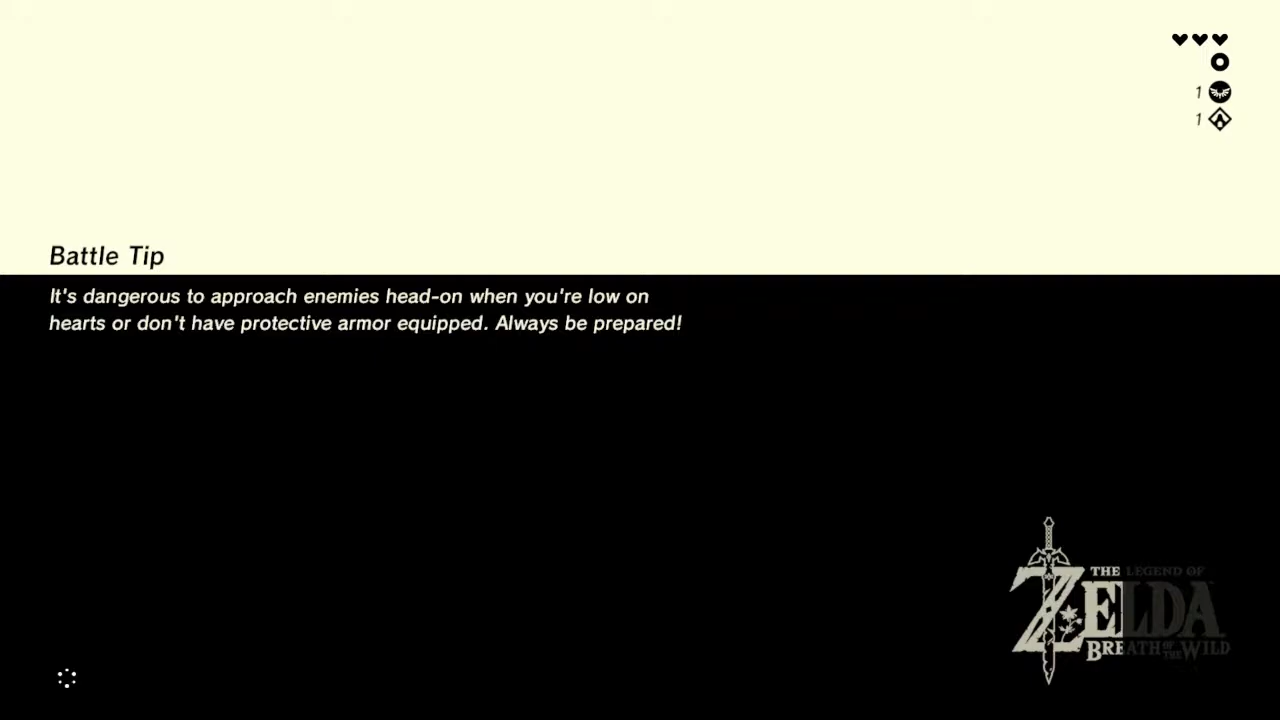 1
1
Battle Tip
It's dangerous to approach enemies head-on when you're low on
hearts or don't have protective armor equipped. Always be prepared!
THE LEGEND OF
ZELDA
BREATH OF THE WILD